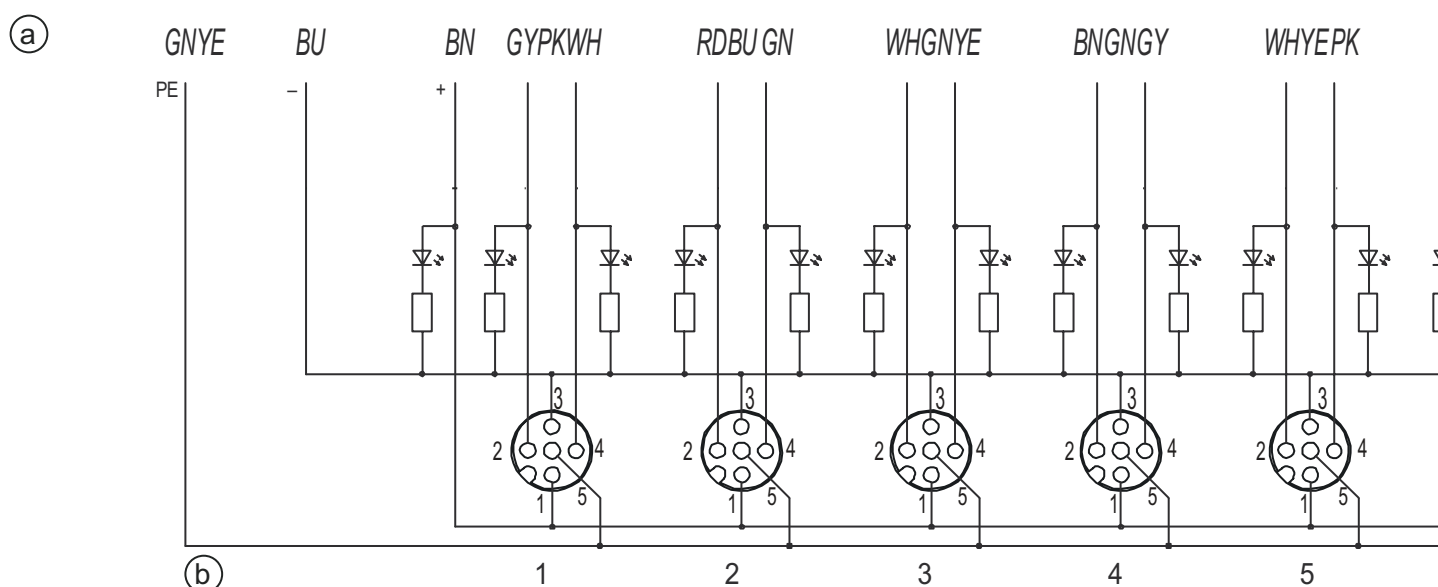 a
GNYE BU BN GYPKWH RDBU GN WHGNYE BNGNGY WHYEPK
PE – +
3 3 3 3 3
2 4 2 4 2 4 2 4 2 4
1 5 1 5 1 5 1 5 1 5
b 1 2 3 4 5